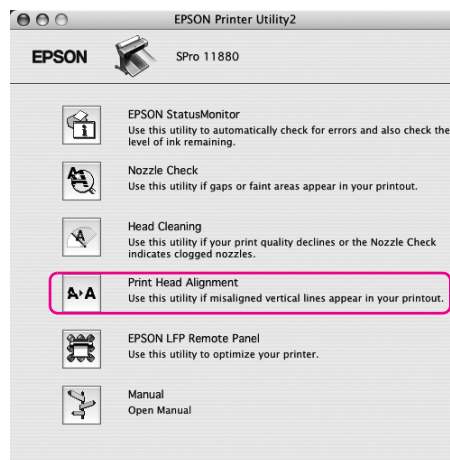 EPSON Printer Utility2
EPSON
SPro 11880
EPSON StatusMonitor
Use this utility to automatically check for errors and also check the
level of ink remaining.
Nozzle Check
Use this utility if gaps or faint areas appear in your printout.
Head Cleaning
Use this utility if your print quality declines or the Nozzle Check
indicates clogged nozzles.
A›A
Print Head Alignment
Use this utility if misaligned vertical lines appear in your printout.
EPSON LFP Remote Panel
Use this utility to optimize your printer.
Manual
Open Manual